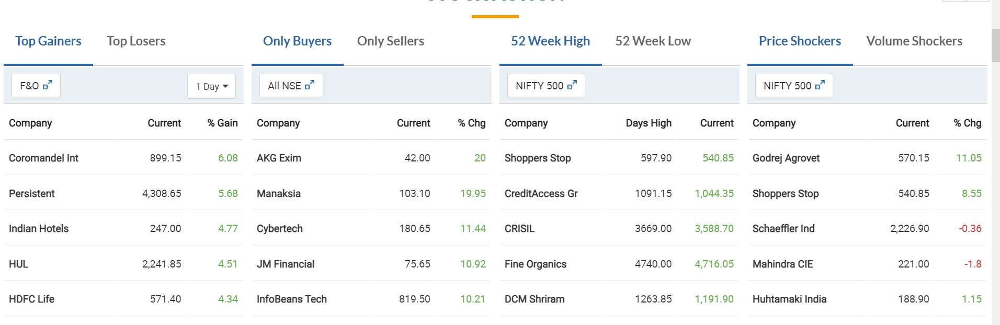 Top Gainers Top Losers
F&O 1 Day
Company Current % Gain
Coromandel Int 899.15 6.08
Persistent 4,308.65 5.68
Indian Hotels 247.00 4.77
HUL 2,241.85 4.51
HDFC Life 571.40 4.34
Only Buyers Only Sellers
All NSE
Company Current % Chg
AKG Exim 42.00 20
Manaksia 103.10 19.95
Cybertech 180.65 11.44
JM Financial 75.65 10.92
InfoBeans Tech 819.50 10.21
52 Week High 52 Week Low
NIFTY 500
Company Days High Current
Shoppers Stop 597.90 540.85
CreditAccess Gr 1091.15 1,044.35
CRISIL 3669.00 3,588.70
Fine Organics 4740.00 4,716.05
DCM Shriram 1263.85 1,191.90
Price Shockers Volume Shockers
NIFTY 500
Company Current % Chg
Godrej Agrovet 570.15 11.05
Shoppers Stop 540.85 8.55
Schaeffler Ind 2,226.90 -0.36
Mahindra CIE 221.00 -1.8
Huhtamaki India 188.90 1.15